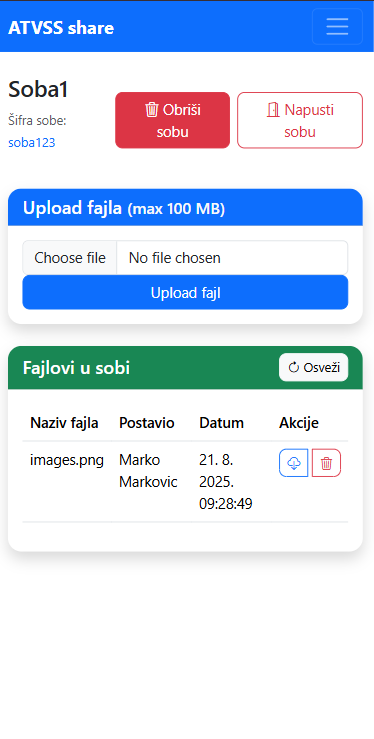 ATVSS share
Soba1
Šifra sobe:
soba123
Obriši
sobu
Napusti
sobu
Upload fajla (max 100 MB)
Choose file No file chosen
Upload fajl
Fajlovi u sobi
Osveži
Naziv fajla Postavio Datum Akcije
images.png Marko 21. 8.
Markovic 2025.
09:28:49